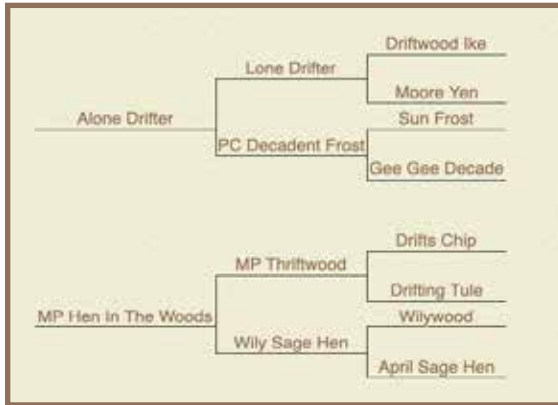 Driftwood Ike
Lone Drifter
Moore Yen
Alone Drifter
Sun Frost
PC Decadent Frost
Gee Gee Decade
Drifts Chip
MP Thriftwood
Drifting Tule
MP Hen In The Woods
Wilywood
Wily Sage Hen
April Sage Hen